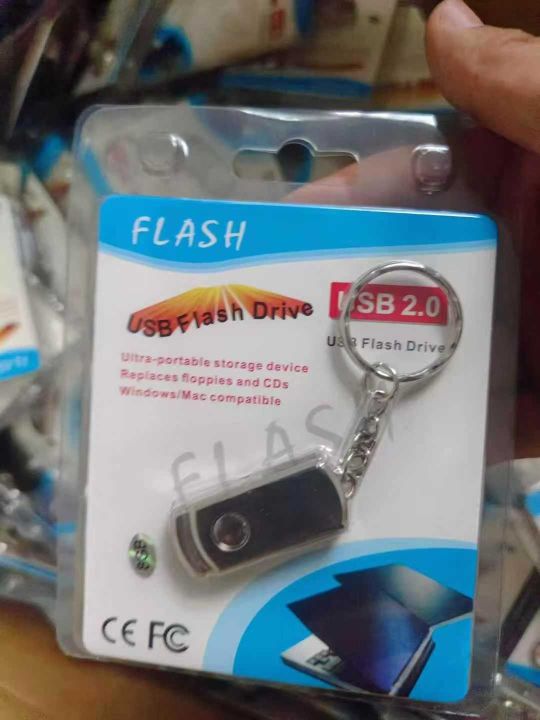 FLASH
USB Flash Drive
USB 2.0
USB Flash Drive
Ultra-portable storage device
Replaces floppies and CDs
Windows/Mac compatible
FLASH
8GB
CE FC